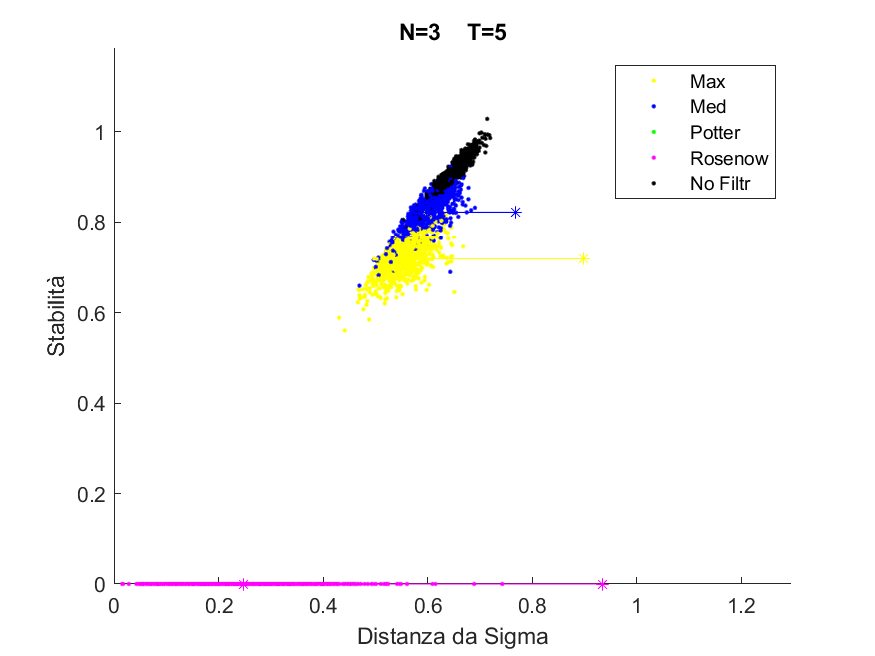 N=3 T=5
Max
Med
Potter
Rosenow
No Filtr
Stabilità
1
0.8
0.6
0.4
0.2
0
0 0.2 0.4 0.6 0.8 1 1.2
Distanza da Sigma